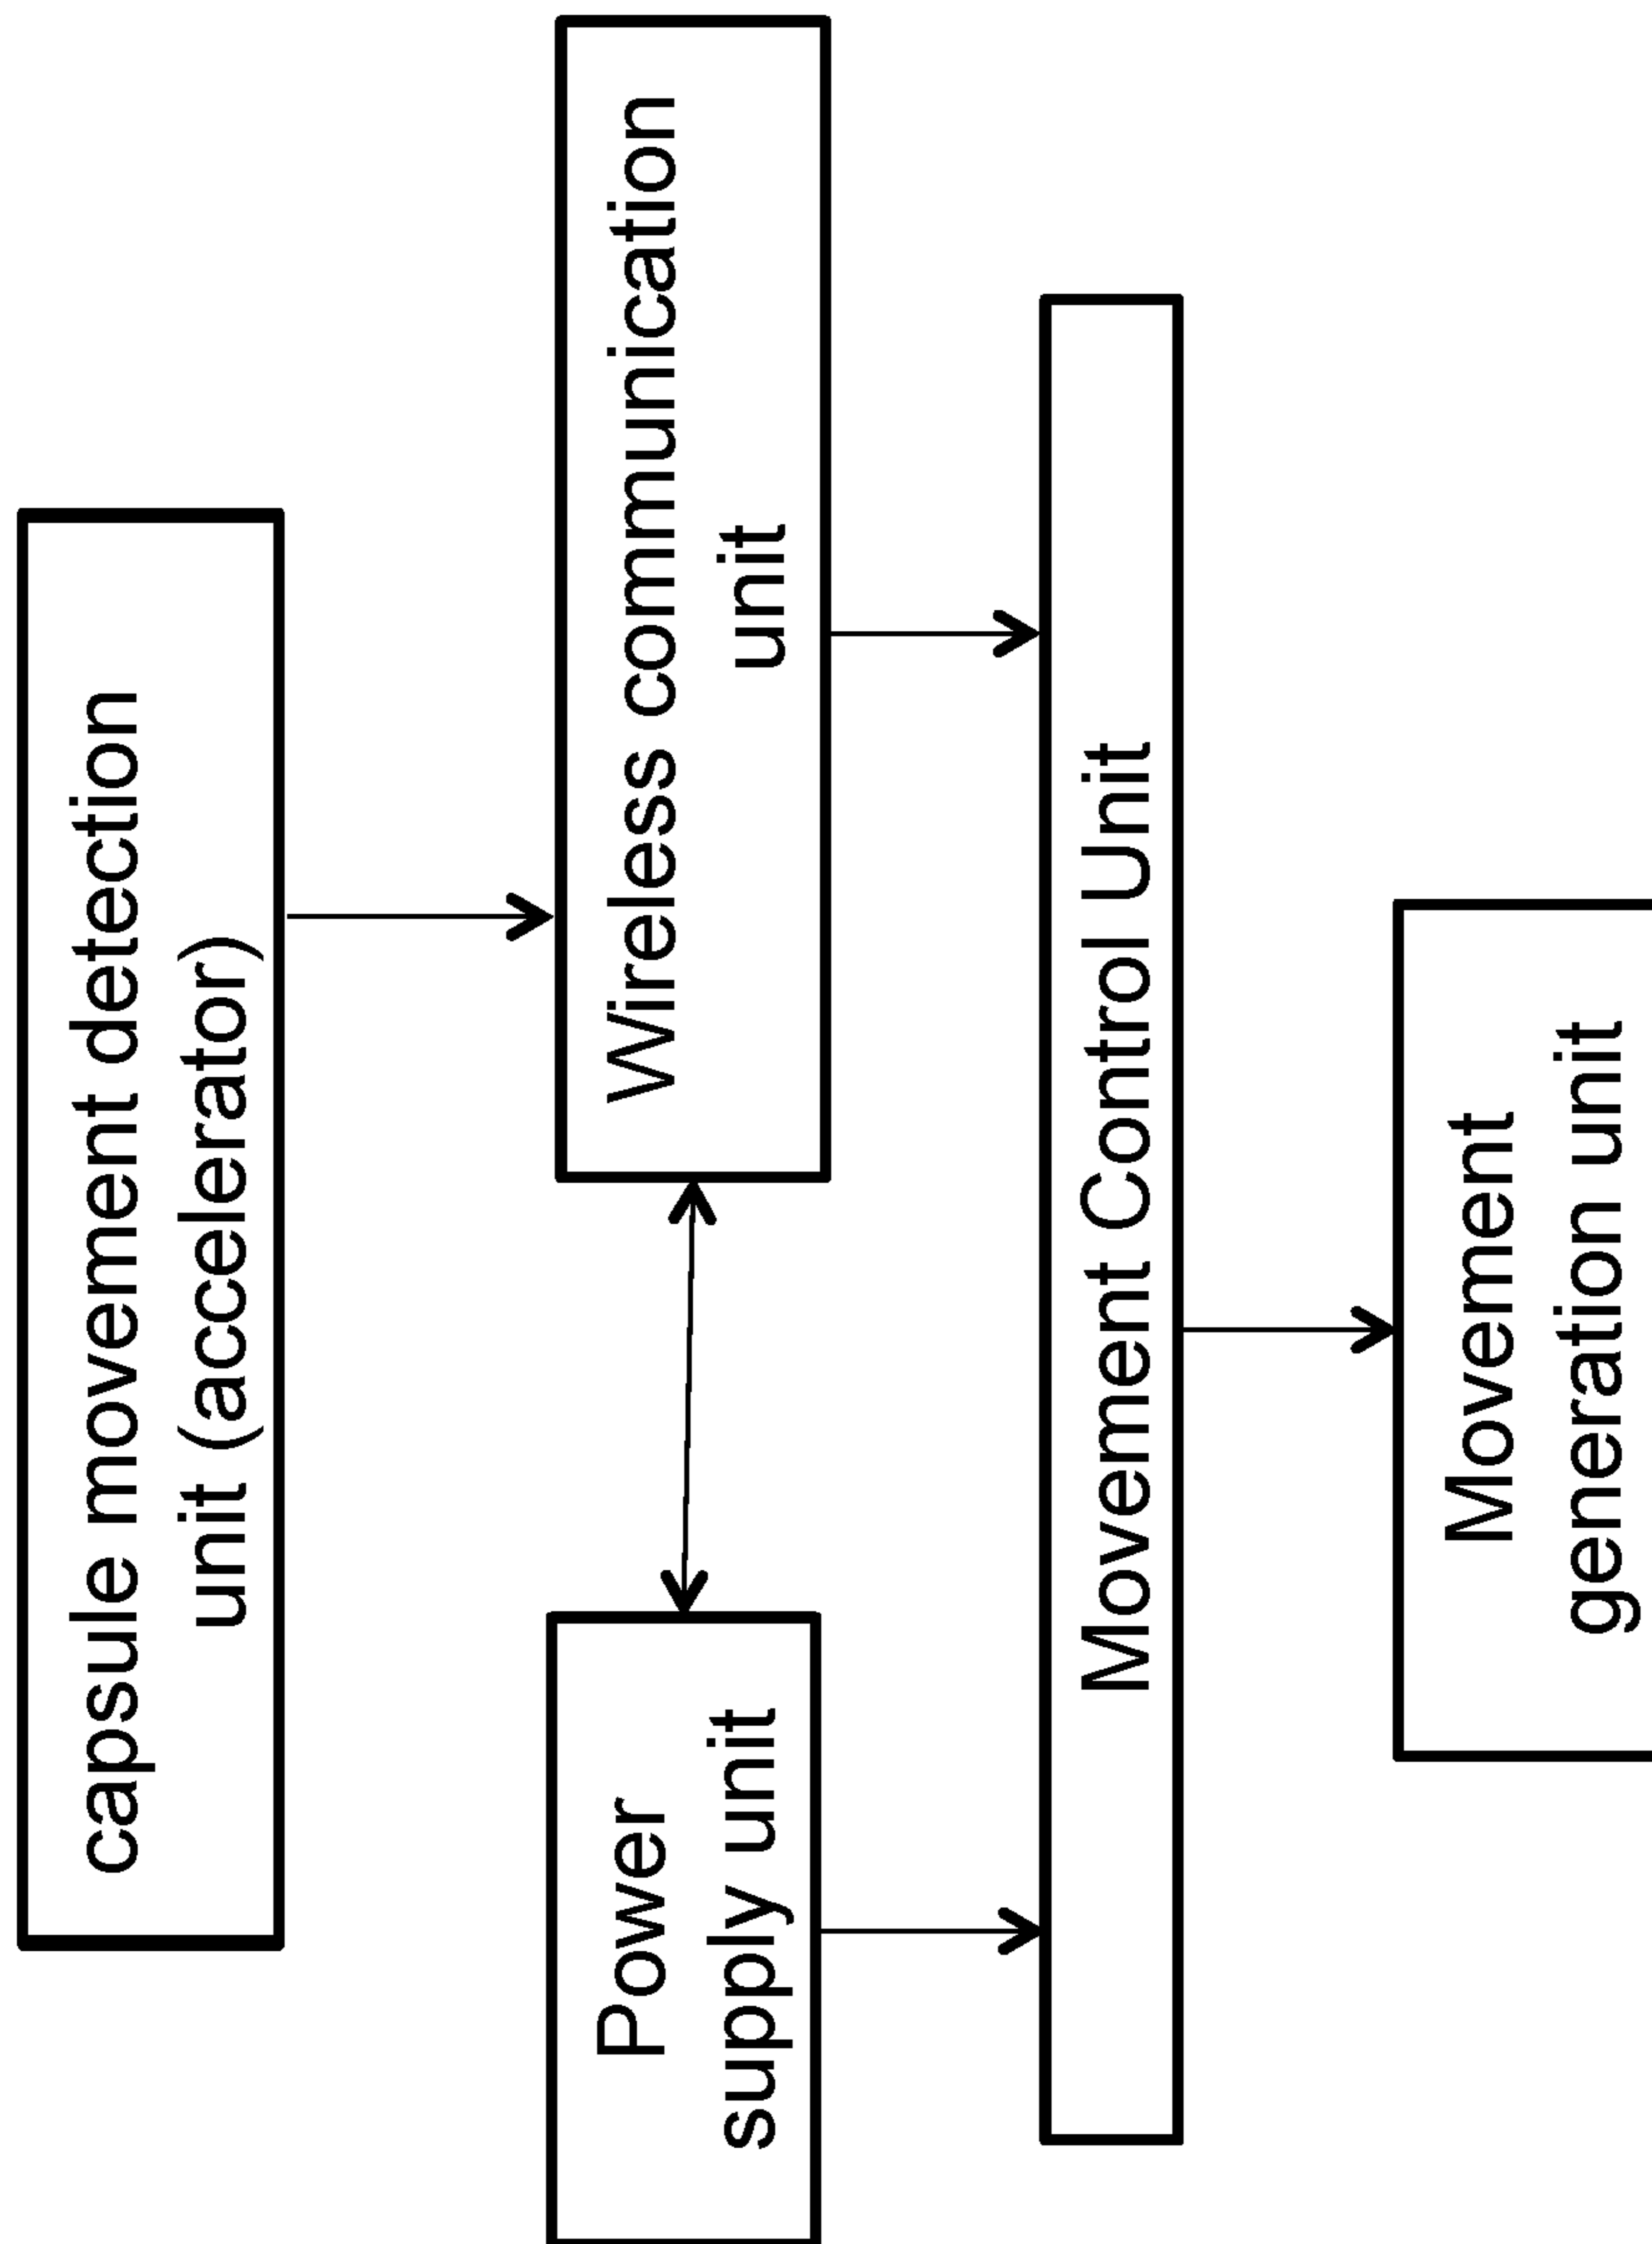 capsule movement detection
unit (accelerator)
Power
supply unit
Wireless communication
unit
Movement Control Unit
Movement
generation unit